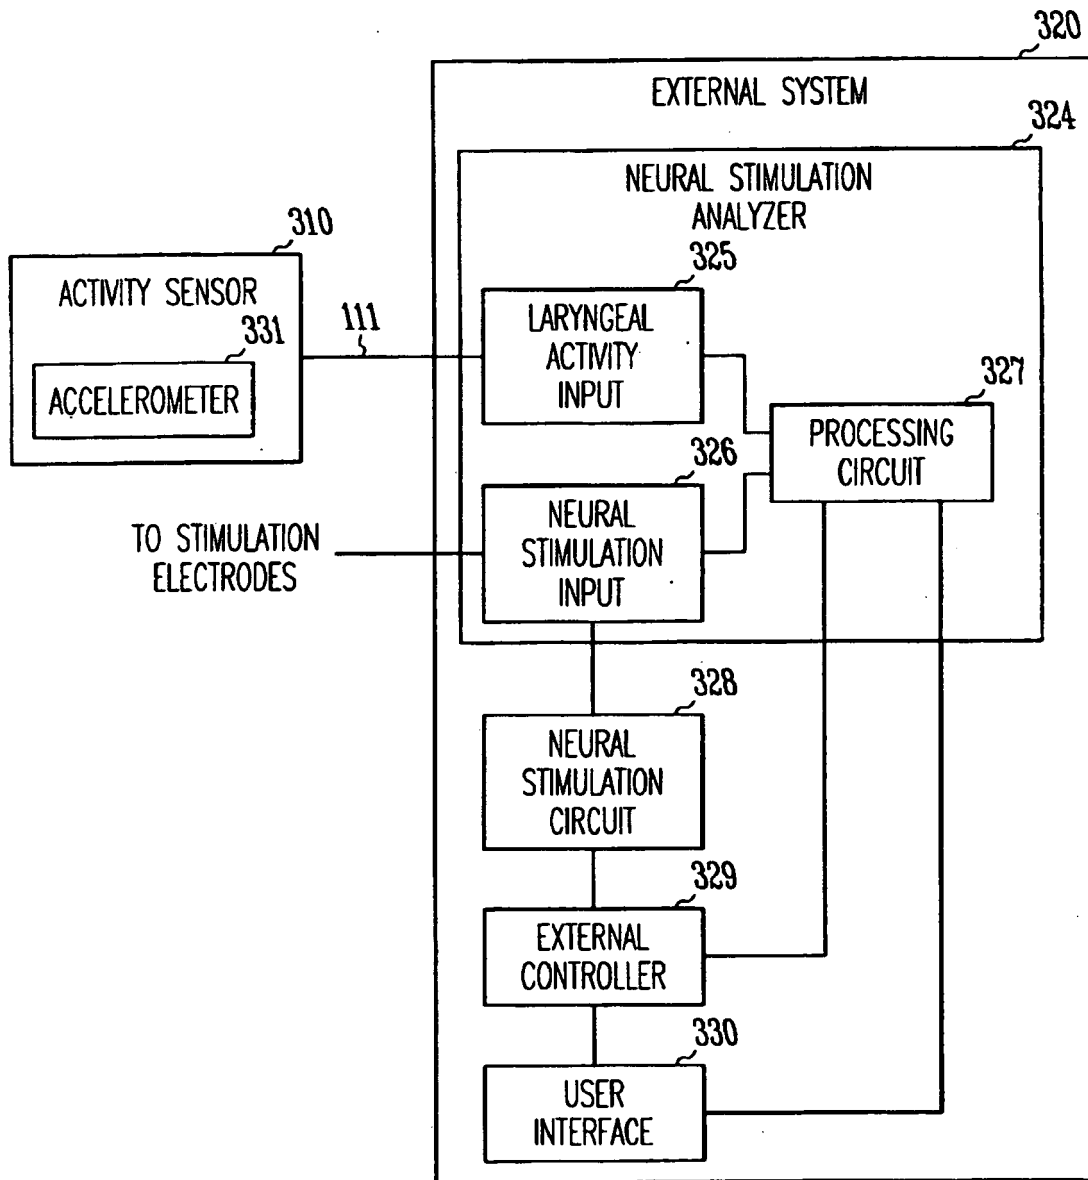 320
EXTERNAL SYSTEM
324
NEURAL STIMULATION
ANALYZER
310
ACTIVITY SENSOR
331
ACCELEROMETER
111
325
LARYNGEAL
ACTIVITY
INPUT
327
PROCESSING
CIRCUIT
326
NEURAL
STIMULATION
INPUT
TO STIMULATION
ELECTRODES
328
NEURAL
STIMULATION
CIRCUIT
329
EXTERNAL
CONTROLLER
330
USER
INTERFACE